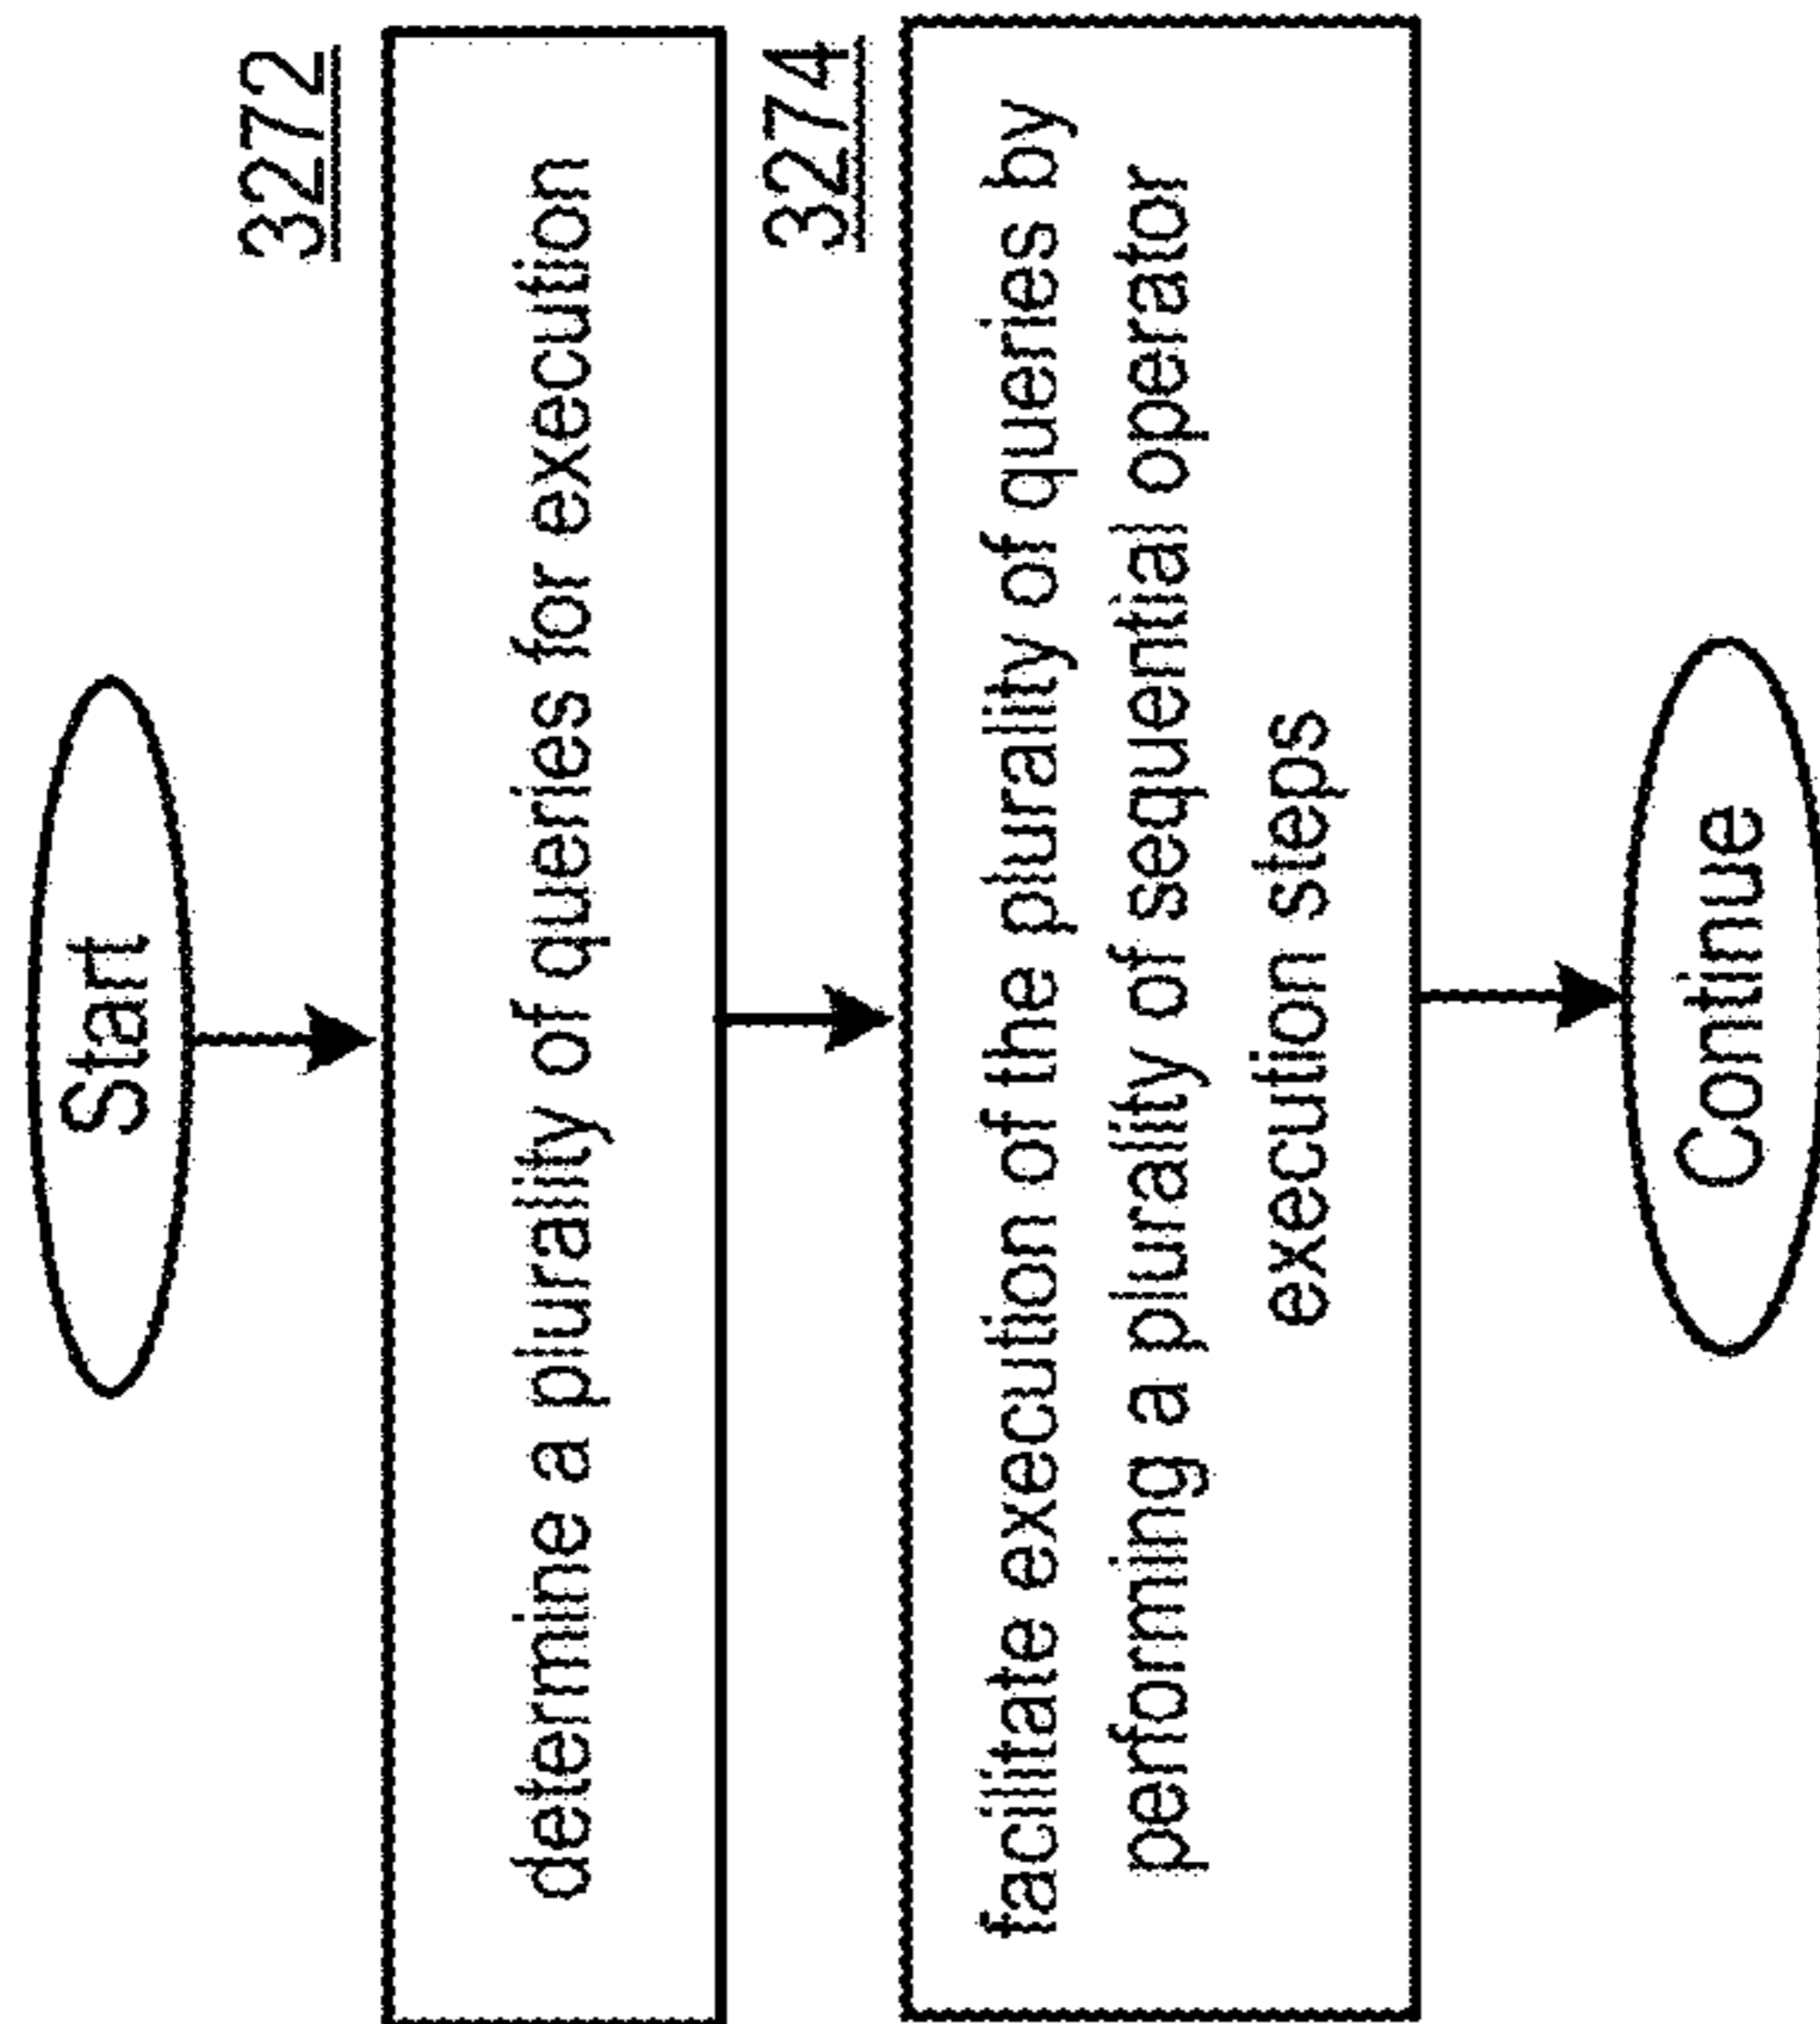 Start
3272
determine a plurality of queries for execution
3274
facilitate execution of the plurality of queries by
performing a plurality of sequential operator
execution steps
Continue